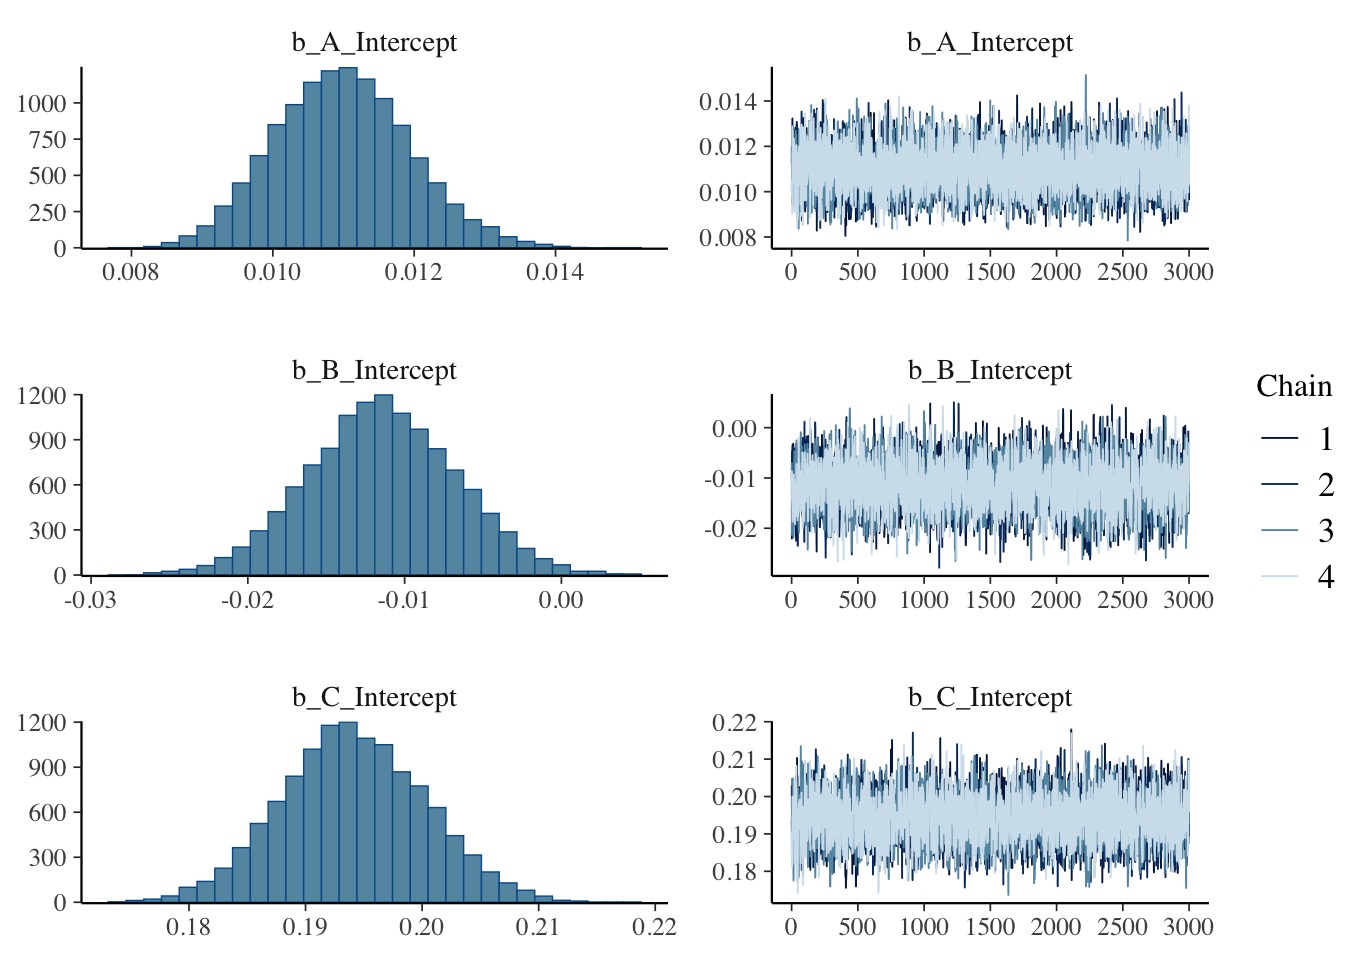 b_A_Intercept
1000
750
500
250
0
0.008 0.010 0.012 0.014
b_A_Intercept
0.014
0.012
0.010
0.008
0 500 1000 1500 2000 2500 3000
b_B_Intercept
1200
900
600
300
0
-0.03 -0.02 -0.01 0.00
b_B_Intercept
0.00
-0.01
-0.02
0 500 1000 1500 2000 2500 3000
b_C_Intercept
1200
900
600
300
0
0.18 0.19 0.20 0.21 0.22
b_C_Intercept
0.22
0.21
0.20
0.19
0.18
0 500 1000 1500 2000 2500 3000
Chain
1
2
3
4